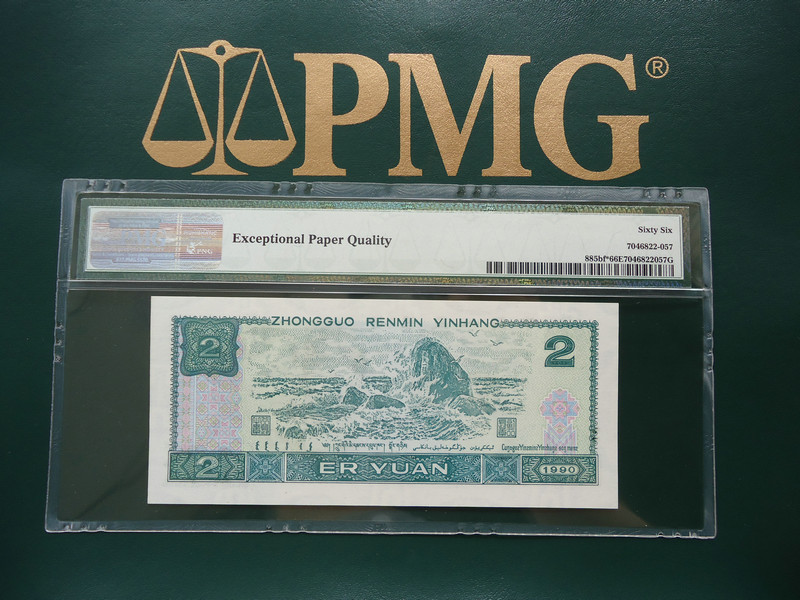 PMG®
Sixty Six
Exceptional Paper Quality
7046822-057
885bf*66E7046822057G
PMG
ZHONGGUO RENMIN YINHANG
2
2
2
ER YUAN
1990